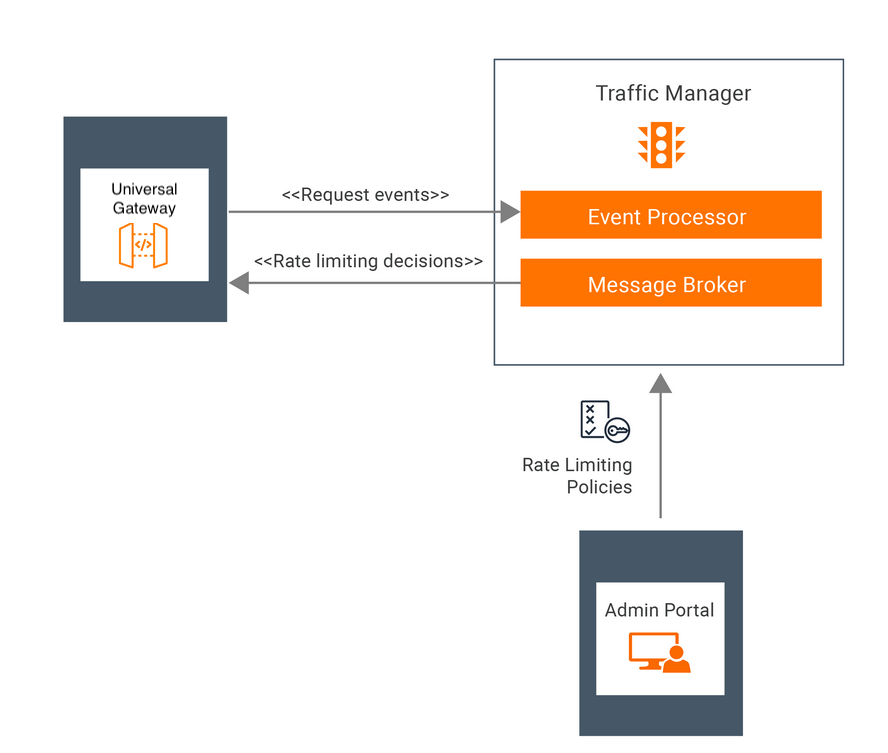 Traffic Manager
Universal
Gateway
</>
<<Request events>>
Event Processor
<<Rate limiting decisions>>
Message Broker
Rate Limiting
Policies
Admin Portal